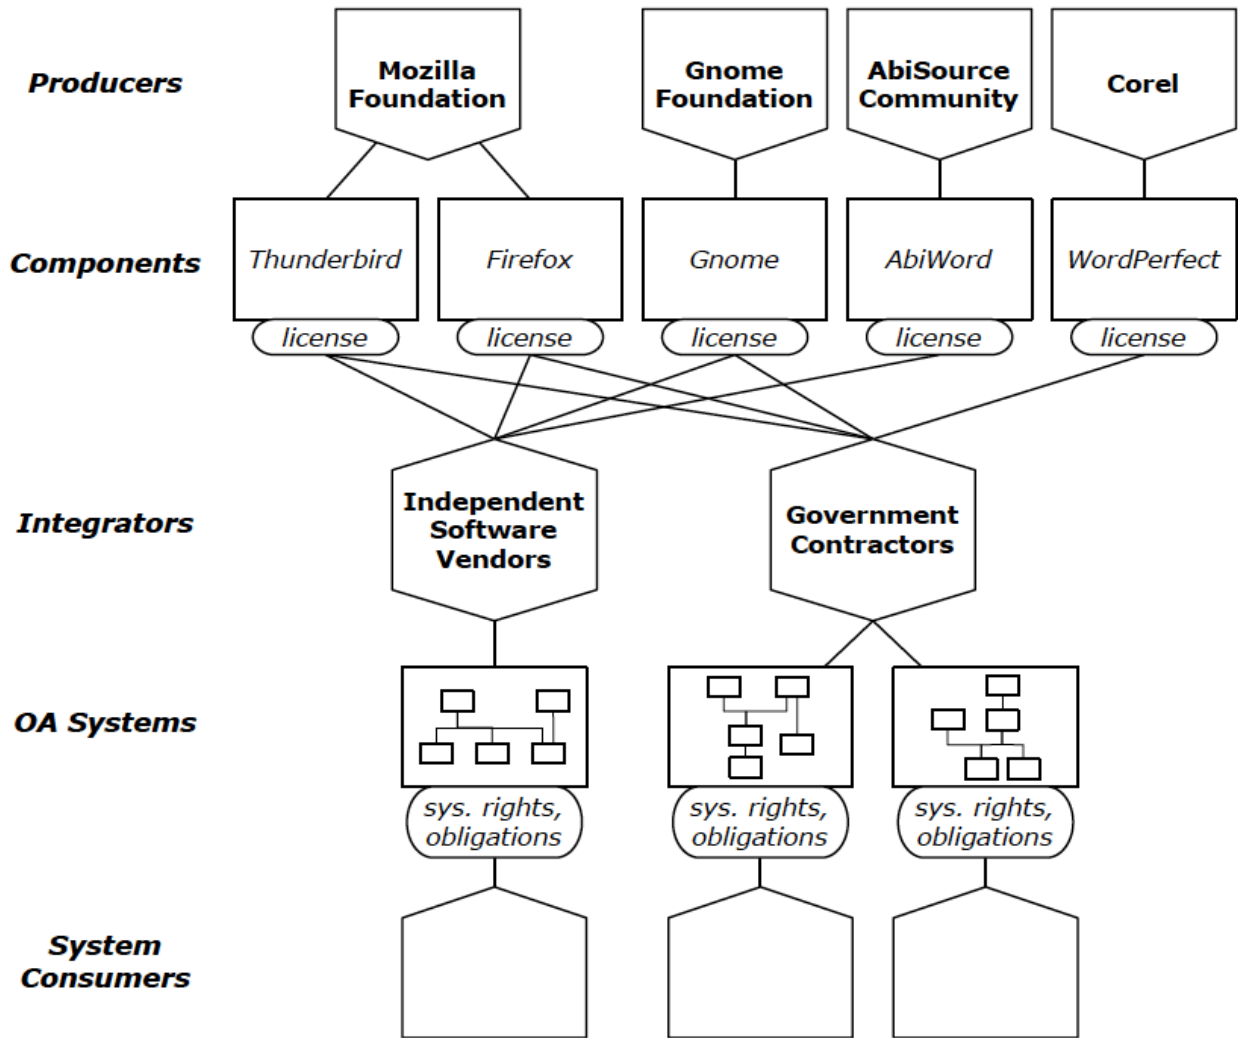 Producers
Mozilla
Foundation
Gnome
Foundation
AbiSource
Community
Corel
Components
Thunderbird
Firefox
Gnome
AbiWord
WordPerfect
license
license
license
license
license
Integrators
Independent
Software
Vendors
Government
Contractors
OA Systems
sys. rights,
obligations
sys. rights,
obligations
sys. rights,
obligations
System
Consumers